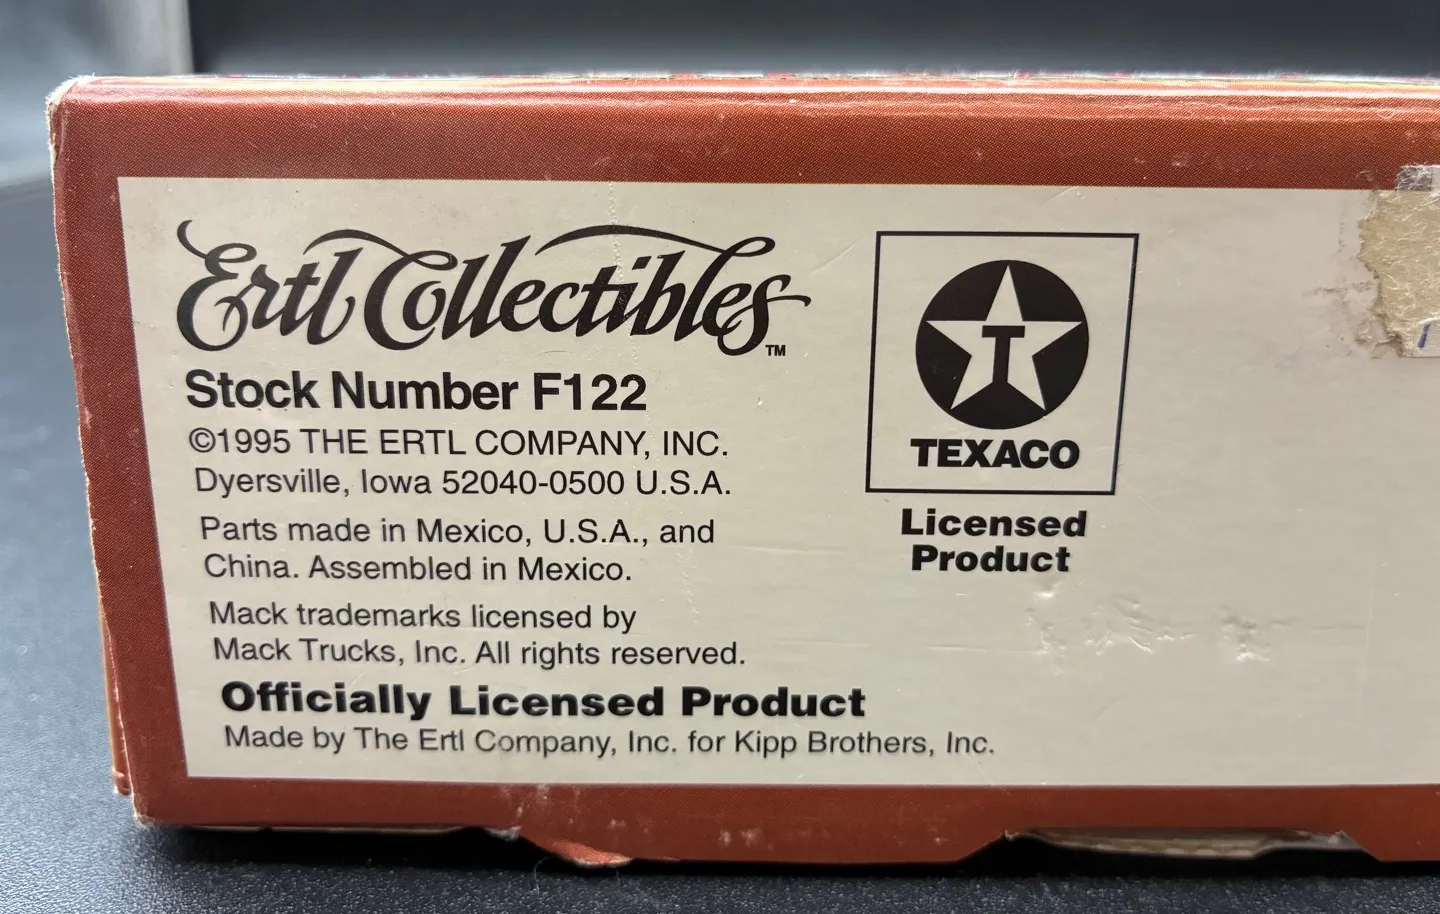 Ertl Collectibles™
Stock Number F122
©1995 THE ERTL COMPANY, INC.
Dyersville, Iowa 52040-0500 U.S.A.
Parts made in Mexico, U.S.A., and
China. Assembled in Mexico.
Mack trademarks licensed by
Mack Trucks, Inc. All rights reserved.
Officially Licensed Product
Made by The Ertl Company, Inc. for Kipp Brothers, Inc.
T
TEXACO
Licensed
Product